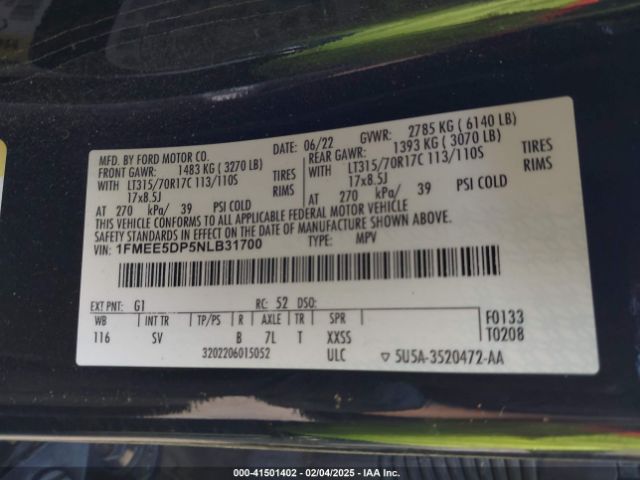 MFD. BY FORD MOTOR CO.
DATE: 06/22 GVWR: 2785 KG ( 6140 LB)
FRONT GAWR: 1483 KG ( 3270 LB)
WITH LT315/70R17C 113/110S TIRES
17x8.5J RIMS
AT 270 kPa/ 39 PSI COLD
REAR GAWR: 1393 KG ( 3070 LB)
WITH LT315/70R17C 113/110S TIRES
17x8.5J RIMS
AT 270 kPa/ 39 PSI COLD
THIS VEHICLE CONFORMS TO ALL APPLICABLE FEDERAL MOTOR VEHICLE
SAFETY STANDARDS IN EFFECT ON THE DATE OF MANUFACTURE SHOWN ABOVE.
VIN: 1FMEE5DP5NLB31700 TYPE: MPV
EXT PNT: G1 RC: 52 DSO:
WB INT TR TP/PS R AXLE TR SPR
116 SV B 7L T XXSS
3202206015052 ULC
F0133
T0208
5U5A-3520472-AA
000-41501402 - 02/04/2025 - IAA Inc.